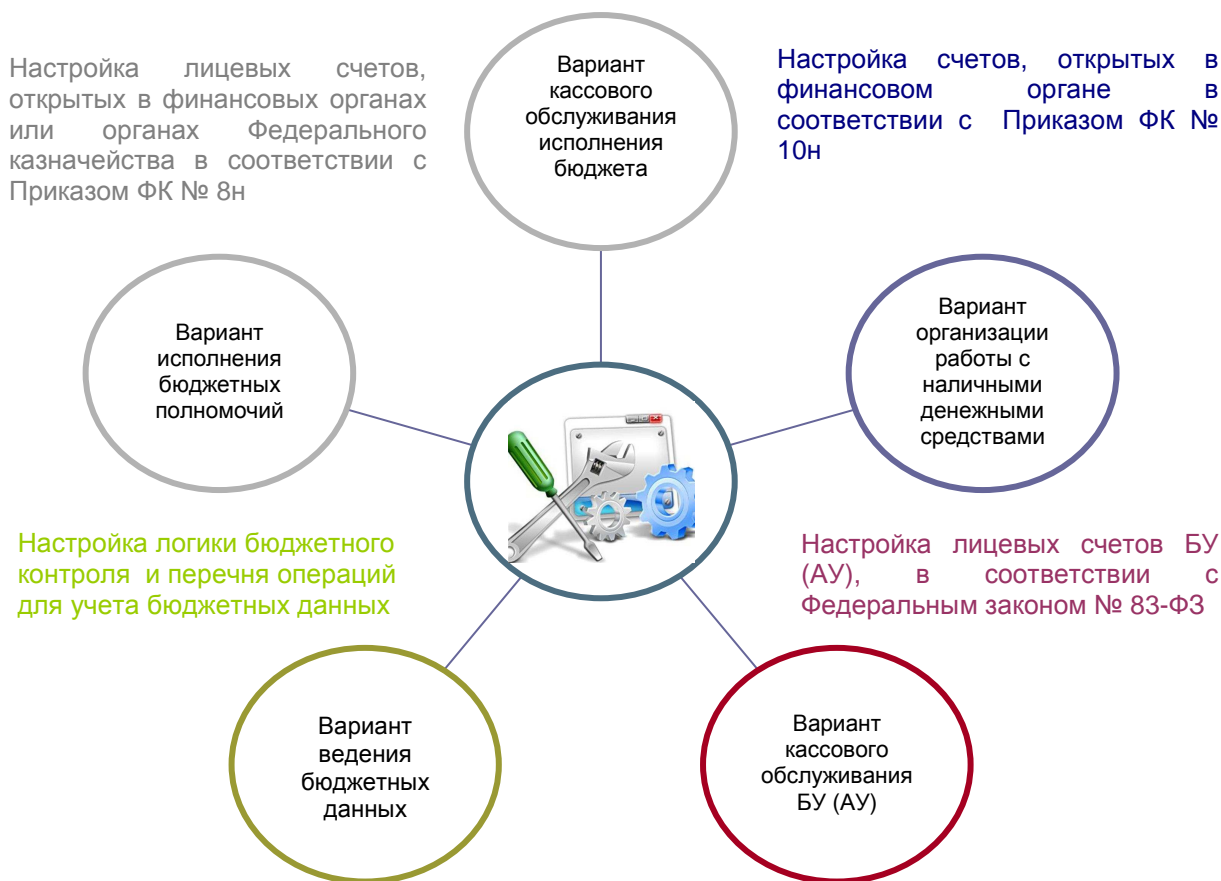 Настройка лицевых счетов,
открытых в финансовых органах
или органах Федерального
казначейства в соответствии с
Приказом ФК № 8н
Вариант
кассового
обслуживания
исполнения
бюджета
Настройка счетов, открытых в
финансовом органе в
соответствии с Приказом ФК №
10н
Вариант
исполнения
бюджетных
полномочий
Вариант
организации
работы с
наличными
денежными
средствами
Настройка логики бюджетного
контроля и перечня операций
для учета бюджетных данных
Настройка лицевых счетов БУ
(АУ), в соответствии с
Федеральным законом № 83-ФЗ
Вариант
ведения
бюджетных
данных
Вариант
кассового
обслуживания
БУ (АУ)